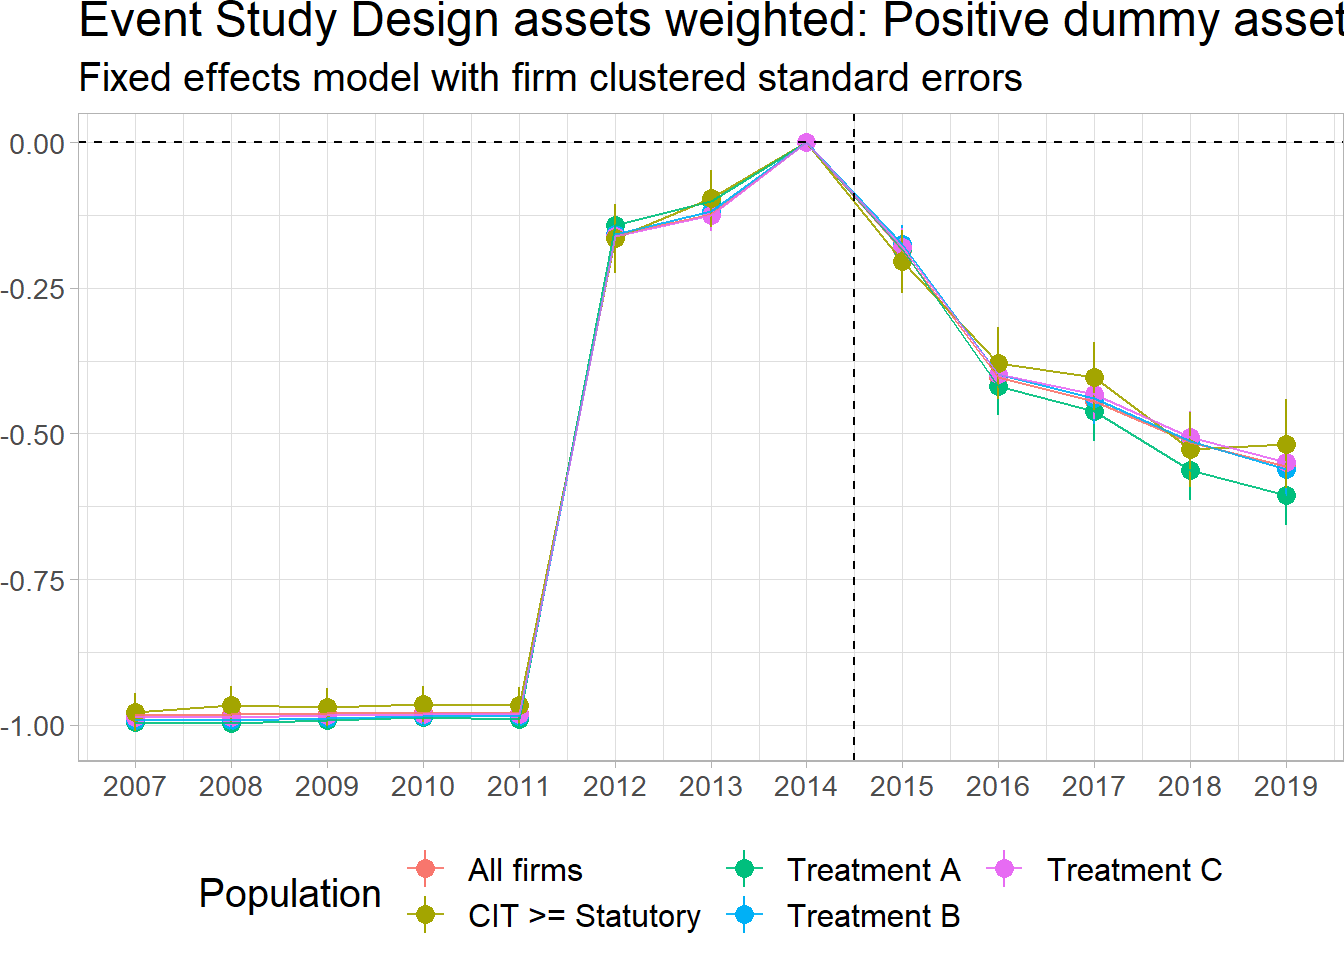 Event Study Design assets weighted: Positive dummy asset
Fixed effects model with firm clustered standard errors
0.00
-0.25
-0.50
-0.75
-1.00
2007 2008 2009 2010 2011 2012 2013 2014 2015 2016 2017 2018 2019
Population
All firms Treatment A Treatment C
CIT >= Statutory Treatment B